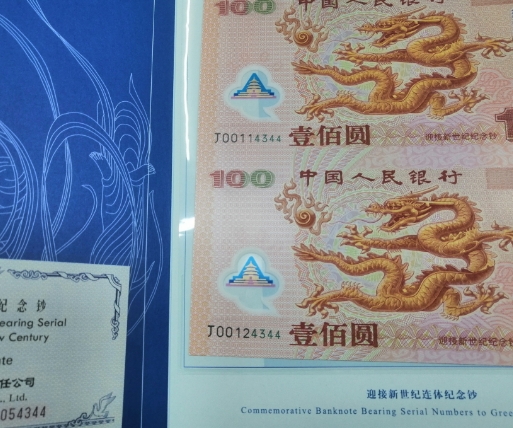 100 中国人民银行
J00114344 壹佰圆
迎接新世纪纪念钞
100 中国人民银行
J00124344 壹佰圆
迎接新世纪纪念
迎接新世纪连体纪念钞
Commemorative Banknote Bearing Serial Numbers to Gree
纪念钞
earing Serial
w Century
ate
任公司
., Ltd.
054344